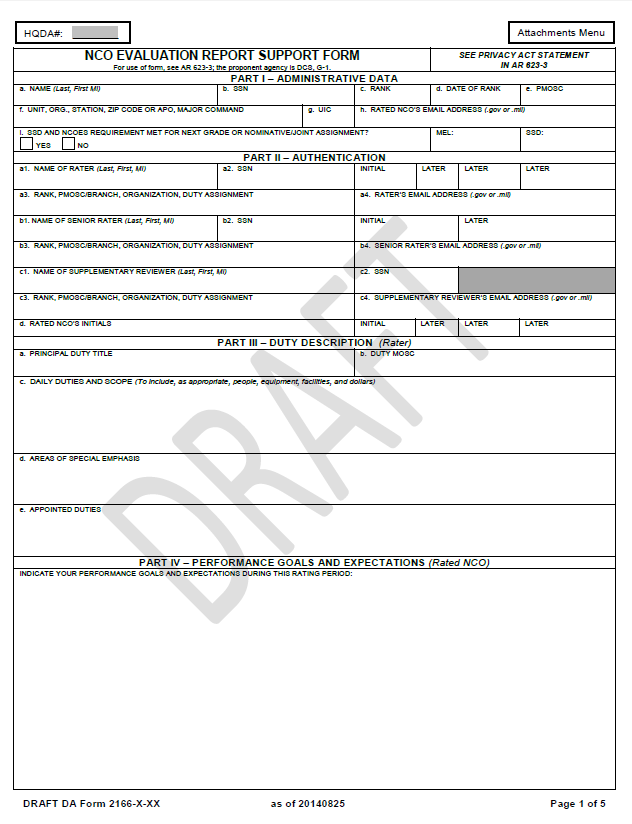 HQDA#:
Attachments Menu
NCO EVALUATION REPORT SUPPORT FORM
For use of form, see AR 623-3; the proponent agency is DCS, G-1.
SEE PRIVACY ACT STATEMENT
IN AR 623-3
PART I – ADMINISTRATIVE DATA
a. NAME (Last, First MI) b. SSN c. RANK d. DATE OF RANK e. PMOSC
f. UNIT, ORG., STATION, ZIP CODE OR APO, MAJOR COMMAND g. UIC h. RATED NCO'S EMAIL ADDRESS (.gov or .mil)
i. SSD AND NCOES REQUIREMENT MET FOR NEXT GRADE OR NOMINATIVE/JOINT ASSIGNMENT? MEL: SSD:
YES NO
PART II – AUTHENTICATION
a1. NAME OF RATER (Last, First, MI) a2. SSN INITIAL LATER LATER LATER
a3. RANK, PMOSC/BRANCH, ORGANIZATION, DUTY ASSIGNMENT a4. RATER'S EMAIL ADDRESS (.gov or .mil)
b1. NAME OF SENIOR RATER (Last, First, MI) b2. SSN INITIAL LATER
b3. RANK, PMOSC/BRANCH, ORGANIZATION, DUTY ASSIGNMENT b4. SENIOR RATER'S EMAIL ADDRESS (.gov or .mil)
c1. NAME OF SUPPLEMENTARY REVIEWER (Last, First, MI) c2. SSN
c3. RANK, PMOSC/BRANCH, ORGANIZATION, DUTY ASSIGNMENT c4. SUPPLEMENTARY REVIEWER'S EMAIL ADDRESS (.gov or .mil)
d. RATED NCO'S INITIALS INITIAL LATER LATER LATER
PART III – DUTY DESCRIPTION (Rater)
a. PRINCIPAL DUTY TITLE b. DUTY MOSC
c. DAILY DUTIES AND SCOPE (To include, as appropriate, people, equipment, facilities, and dollars)
d. AREAS OF SPECIAL EMPHASIS
e. APPOINTED DUTIES
DRAFT
PART IV – PERFORMANCE GOALS AND EXPECTATIONS (Rated NCO)
INDICATE YOUR PERFORMANCE GOALS AND EXPECTATIONS DURING THIS RATING PERIOD:
DRAFT DA Form 2166-X-XX as of 20140825 Page 1 of 5